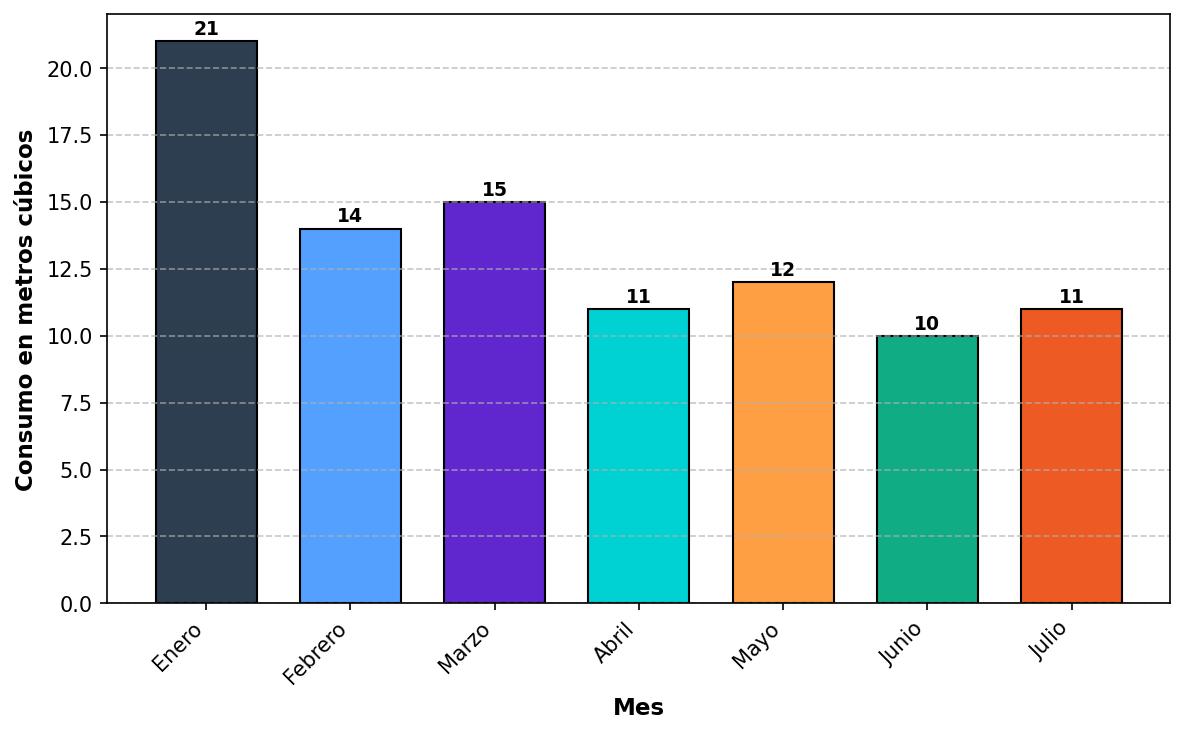 21
20.0
17.5
15
15.0
14
12.5
12
11
11
10
10.0
7.5
5.0
2.5
0.0
Consumo en metros cúbicos
Enero
Febrero
Marzo
Abril
Mayo
Junio
Julio
Mes